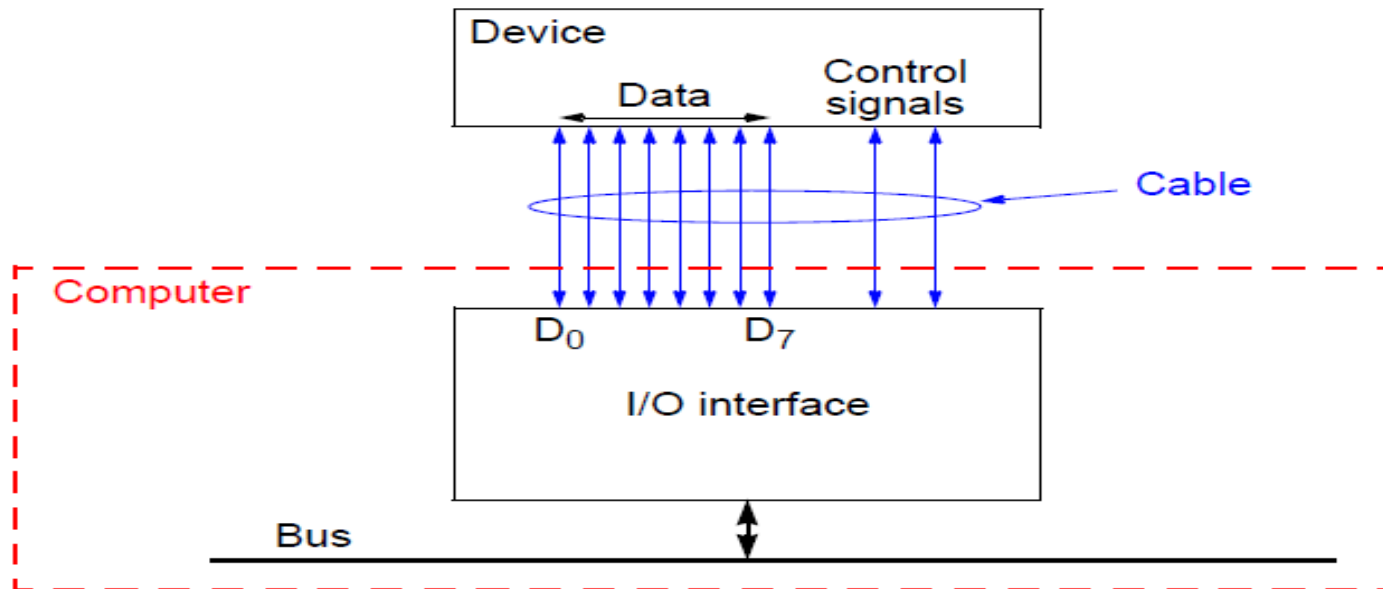 Device
Data
Control
signals
Cable
Computer
D0
D7
I/O interface
Bus